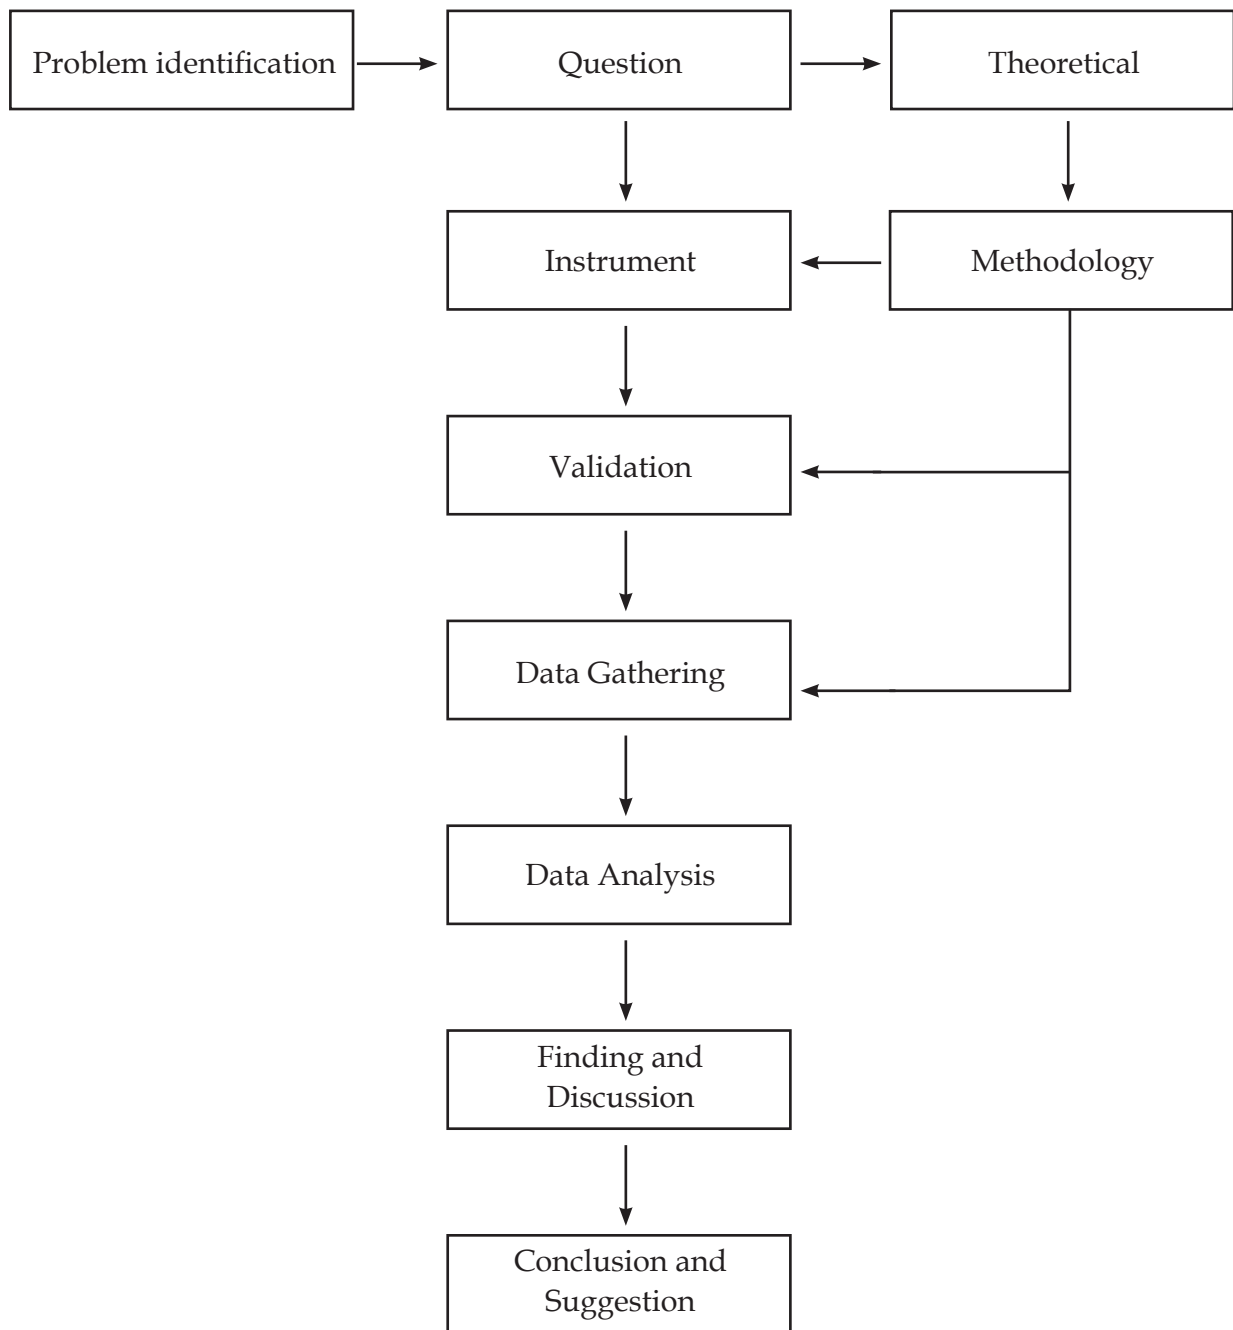 Problem identification
Question
Theoretical
Instrument
Methodology
Validation
Data Gathering
Data Analysis
Finding and
Discussion
Conclusion and
Suggestion